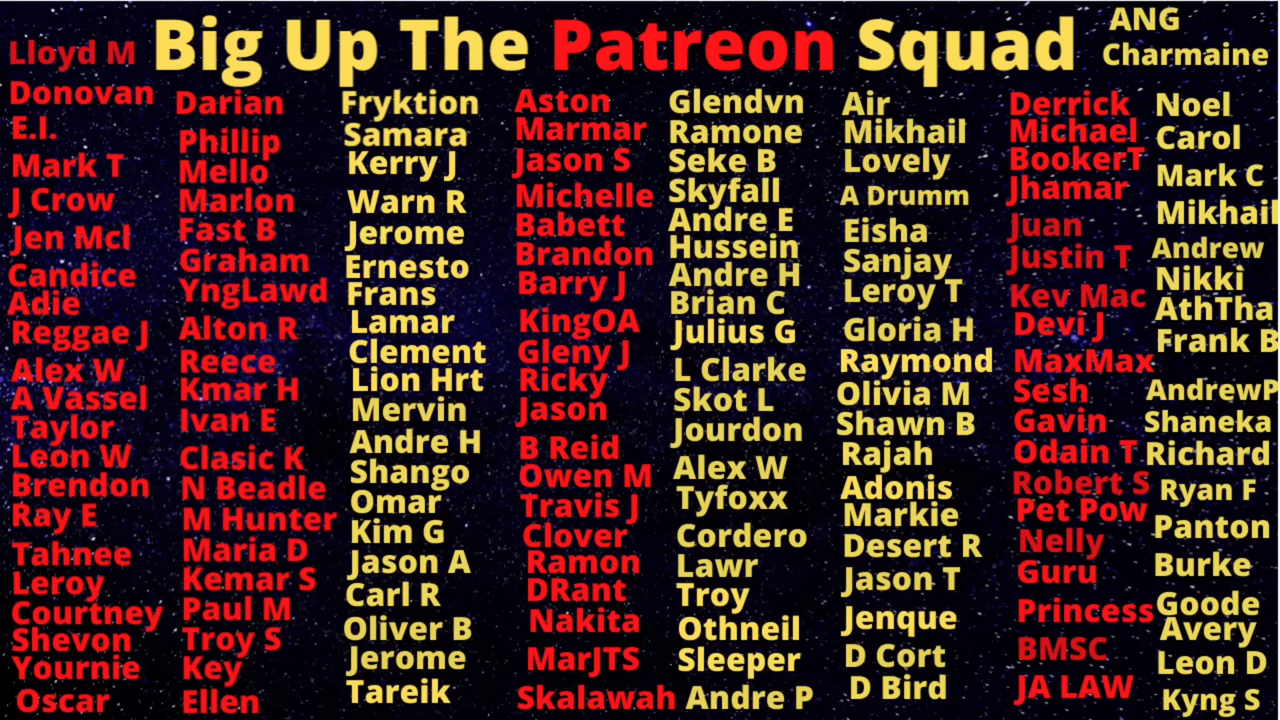 Big Up The Patreon Squad
Lloyd M
Donovan
E.I.
Mark T
J Crow
Jen Mcl
Candice
Adie
Reggae J
Alex W
A Vassel
Taylor
Leon W
Brendon
Ray E
Tahnee
Leroy
Courtney
Shevon
Yournie
Oscar
Darian
Phillip
Mello
Marlon
Fast B
Graham
YngLawd
Alton R
Reece
Kmar H
Ivan E
Clasic K
N Beadle
M Hunter
Maria D
Kemar S
Paul M
Troy S
Key
Ellen
Fryktion
Samara
Kerry J
Warn R
Jerome
Ernesto
Frans
Lamar
Clement
Lion Hrt
Mervin
Andre H
Shango
Omar
Kim G
Jason A
Carl R
Oliver B
Jerome
Tareik
Aston
Marmar
Jason S
Michelle
Babett
Brandon
Barry J
KingOA
Gleny J
Ricky
Jason
B Reid
Owen M
Travis J
Clover
Ramon
DRant
Nakita
MarJTS
Skalawah
Glendvn
Ramone
Seke B
Skyfall
Andre E
Hussein
Andre H
Brian C
Julius G
L Clarke
Skot L
Jourdon
Alex W
Tyfoxx
Cordero
Lawr
Troy
Othneil
Sleeper
Andre P
Air
Mikhail
Lovely
A Drumm
Eisha
Sanjay
Leroy T
Gloria H
Raymond
Olivia M
Shawn B
Rajah
Adonis
Markie
Desert R
Jason T
Jenque
D Cort
D Bird
Derrick
Michael
BookerT
Jhamar
Juan
Justin T
Kev Mac
Devi J
MaxMax
Sesh
Gavin
Odain T
Robert S
Pet Pow
Nelly
Guru
Princess
BMSC
JA LAW
ANG
Charmaine
Noel
Carol
Mark C
Mikhail
Andrew
Nikki
AthTha
Frank B
AndrewP
Shaneka
Richard
Ryan F
Panton
Burke
Goode
Avery
Leon D
Kyng S